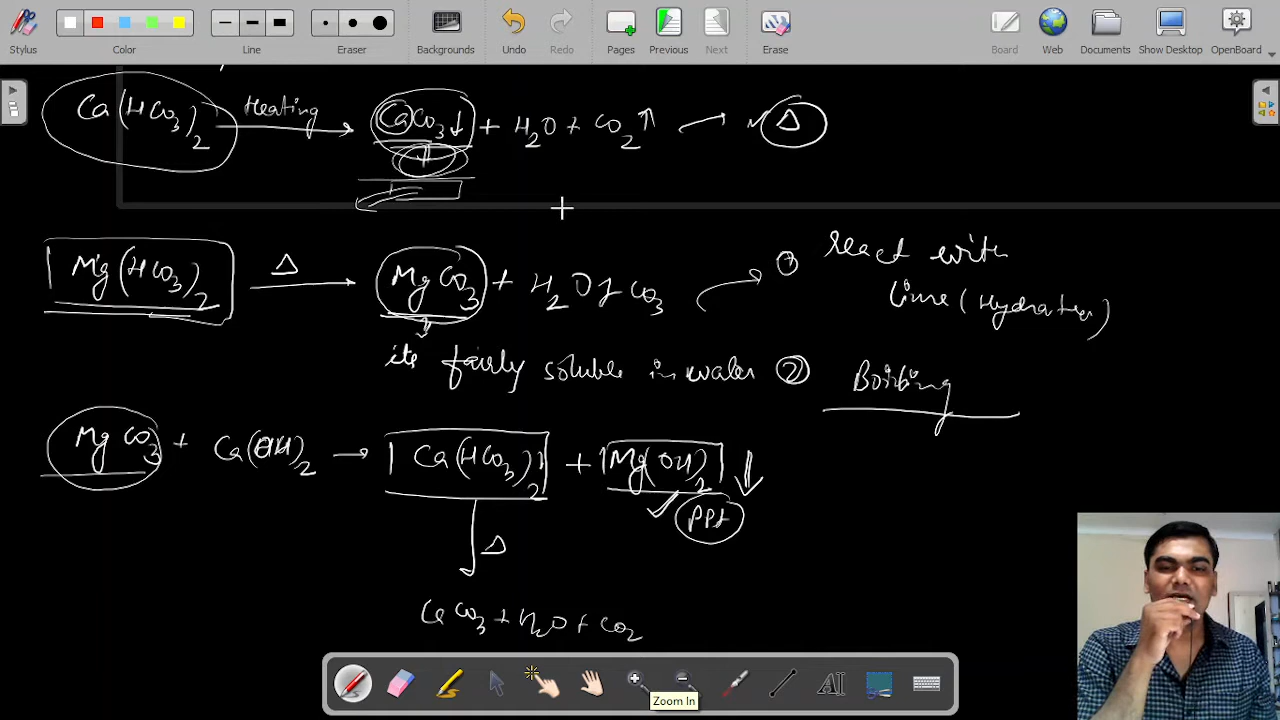 Stylus Color Line Eraser Backgrounds Undo Redo Pages Previous Next Erase Board Web Documents Show Desktop OpenBoard
Ca(HCO3)2 Heating → CaCO3↓ + H2O + CO2↑ → Δ
Mg(HCO3)2 Δ → MgCO3 + H2O + CO3 → ① react with
lime (Hydrated)
its fairly soluble in water ② Boiling
MgCO3 + Ca(OH)2 → Ca(HCO3)2 + Mg(OH)2 ↓
PPt
Δ
CaCO3 + H2O + CO2
AI
Zoom In